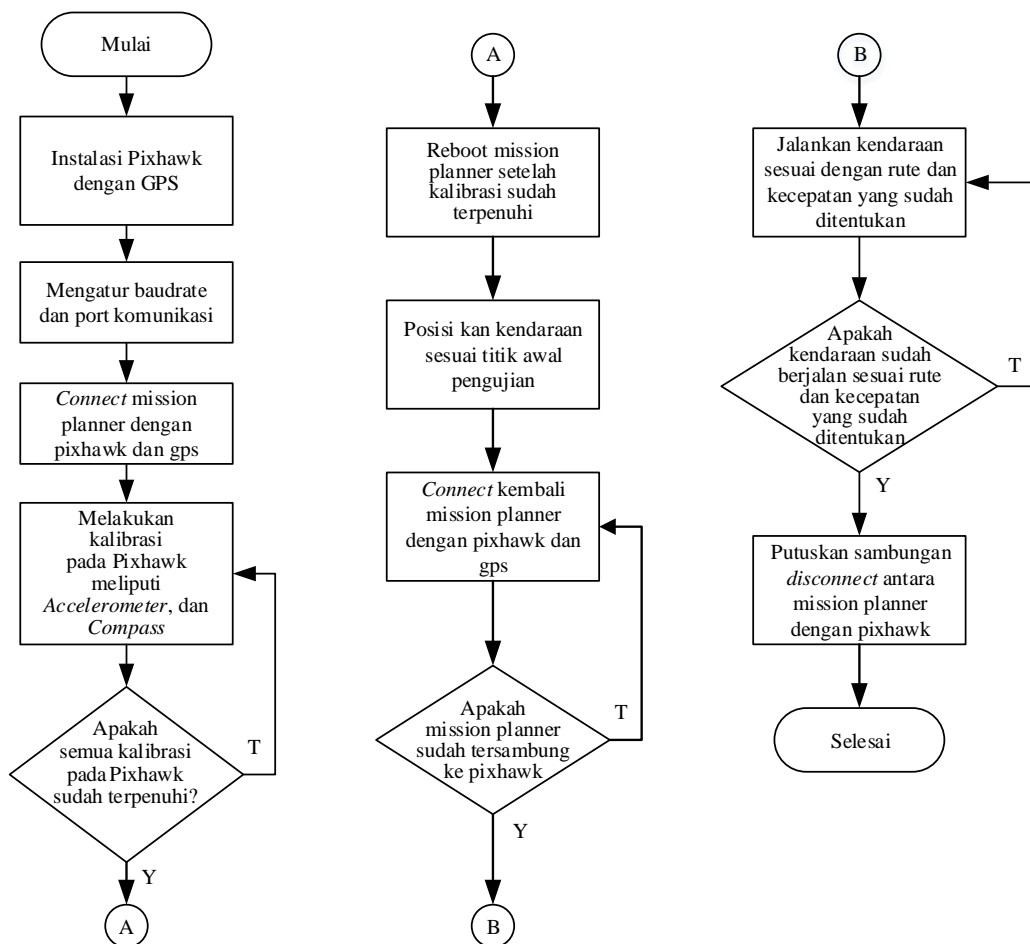 Mulai
Instalasi Pixhawk
dengan GPS
Mengatur baudrate
dan port komunikasi
Connect mission
planner dengan
pixhawk dan gps
Melakukan
kalibrasi
pada Pixhawk
meliputi
Accelerometer, dan
Compass
Apakah
semua kalibrasi
pada Pixhawk
sudah terpenuhi?
T
Y
A
A
Reboot mission
planner setelah
kalibrasi sudah
terpenuhi
Posisi kan kendaraan
sesuai titik awal
pengujian
Connect kembali
mission planner
dengan pixhawk dan
gps
Apakah
mission planner
sudah tersambung
ke pixhawk
T
Y
B
B
Jalankan kendaraan
sesuai dengan rute dan
kecepatan yang sudah
ditentukan
Apakah
kendaraan sudah
berjalan sesuai rute
dan kecepatan
yang sudah
ditentukan
T
Y
Putuskan sambungan
disconnect antara
mission planner
dengan pixhawk
Selesai